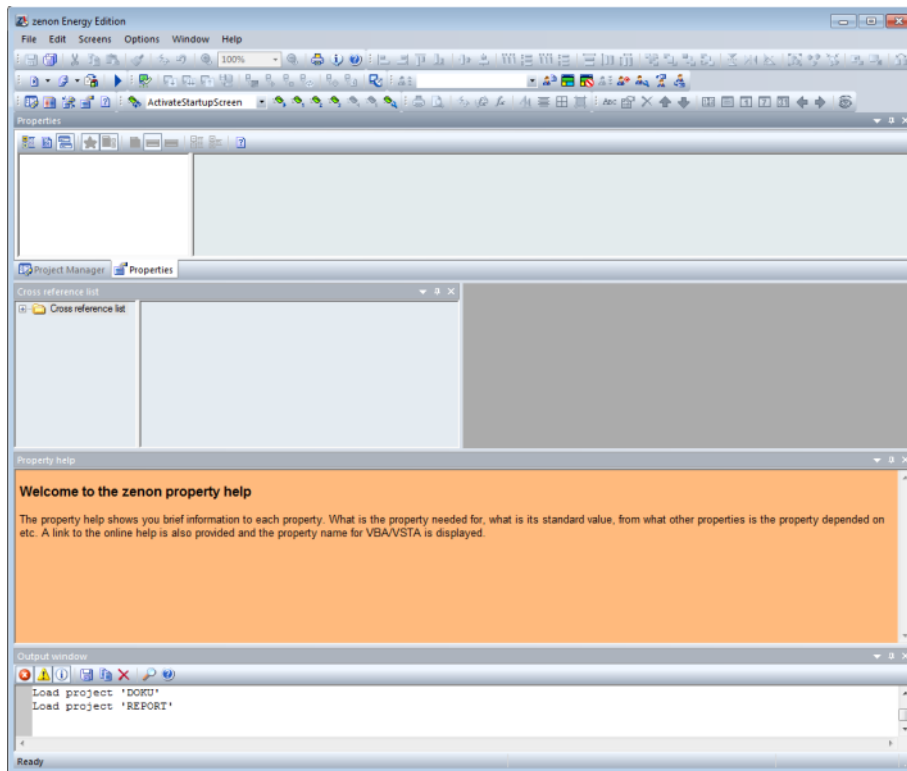 zenon Energy Edition
File Edit Screens Options Window Help
100%
ActivateStartupScreen
Properties
Project Manager Properties
Cross reference list
Cross reference list
Property help
Welcome to the zenon property help
The property help shows you brief information to each property. What is the property needed for, what is its standard value, from what other properties is the property depended on
etc. A link to the online help is also provided and the property name for VBA/VSTA is displayed.
Output window
Load project 'DOKU'
Load project 'REPORT'
Ready